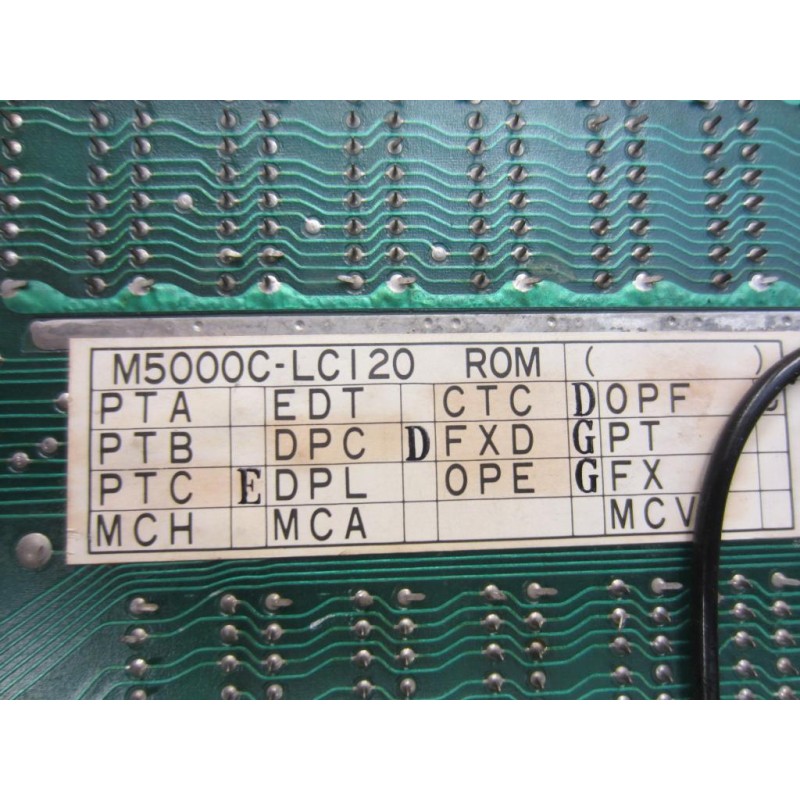 M5000C-LC120 ROM ( )
PTA EDT CTC D OPF
PTB DPC D FXD G PT
PTC E DPL OPE G FX
MCH MCA MCV